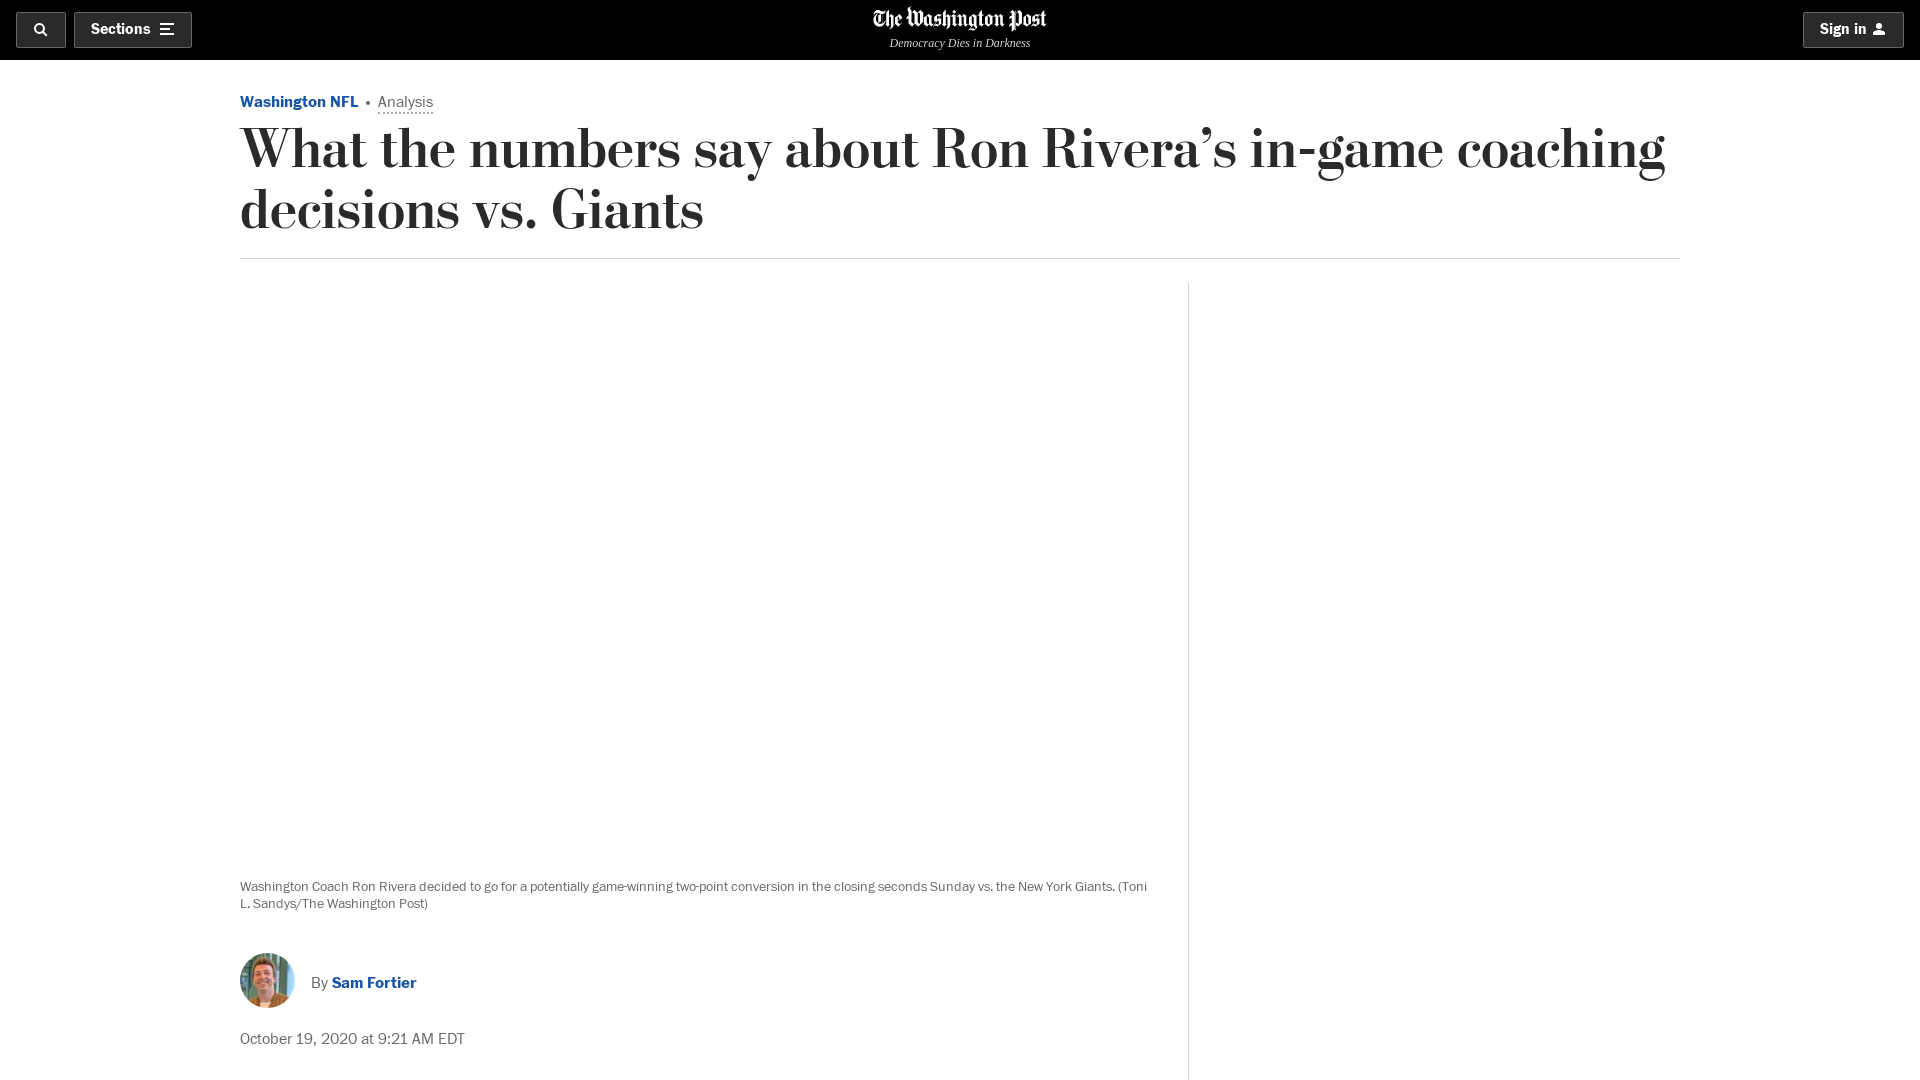 Sections
The Washington Post
Democracy Dies in Darkness
Sign in
Washington NFL • Analysis
What the numbers say about Ron Rivera’s in-game coaching
decisions vs. Giants
Washington Coach Ron Rivera decided to go for a potentially game-winning two-point conversion in the closing seconds Sunday vs. the New York Giants. (Toni
L. Sandys/The Washington Post)
By Sam Fortier
October 19, 2020 at 9:21 AM EDT